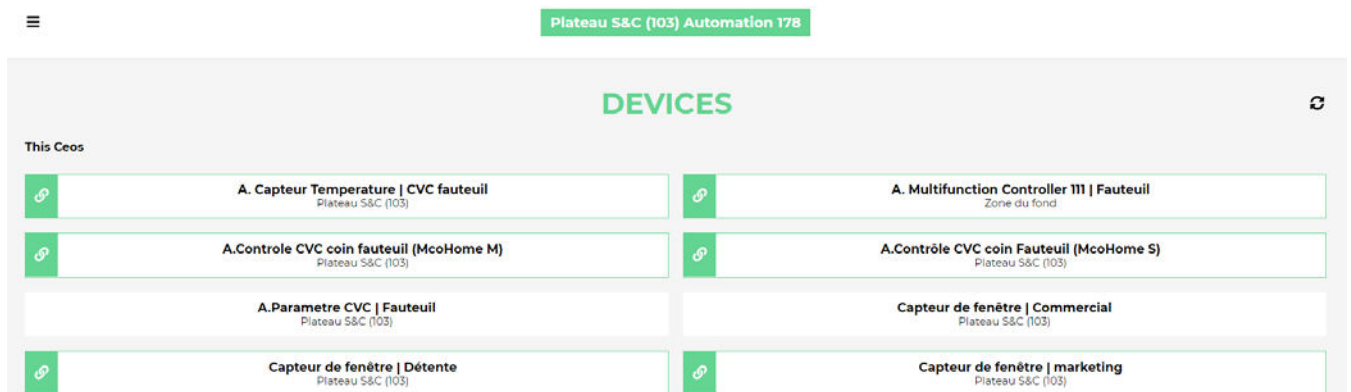 Plateau S&C (103) Automation 178
DEVICES
This Ceos
A. Capteur Temperature | CVC fauteuil
Plateau S&C (103)
A. Multifunction Controller 111 | Fauteuil
Zone du fond
A.Controle CVC coin fauteuil (McoHome M)
Plateau S&C (103)
A.Contrôle CVC coin Fauteuil (McoHome S)
Plateau S&C (103)
A.Parametre CVC | Fauteuil
Plateau S&C (103)
Capteur de fenêtre | Commercial
Plateau S&C (103)
Capteur de fenêtre | Détente
Plateau S&C (103)
Capteur de fenêtre | marketing
Plateau S&C (103)